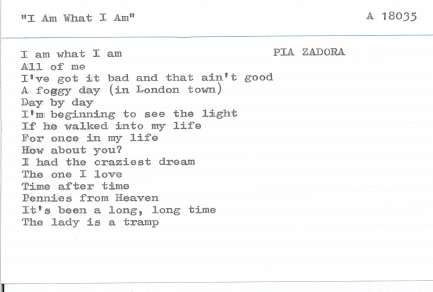 "I Am What I Am" A 18035
I am what I am PIA ZADORA
All of me
I've got it bad and that ain't good
A foggy day (in London town)
Day by day
I'm beginning to see the light
If he walked into my life
For once in my life
How about you?
I had the craziest dream
The one I love
Time after time
Pennies from Heaven
It's been a long, long time
The lady is a tramp